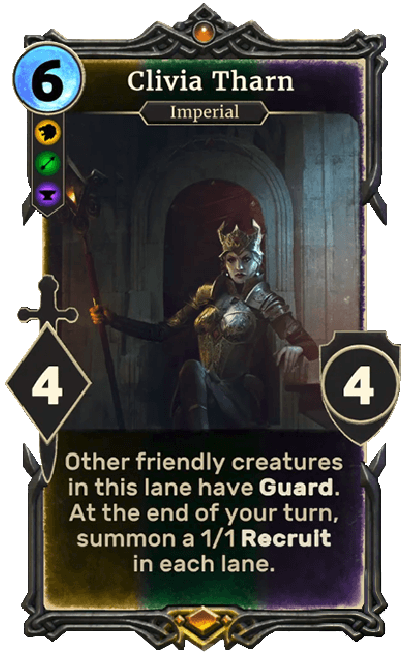 6
Clivia Tharn
Imperial
4
4
Other friendly creatures
in this lane have Guard.
At the end of your turn,
summon a 1/1 Recruit
in each lane.